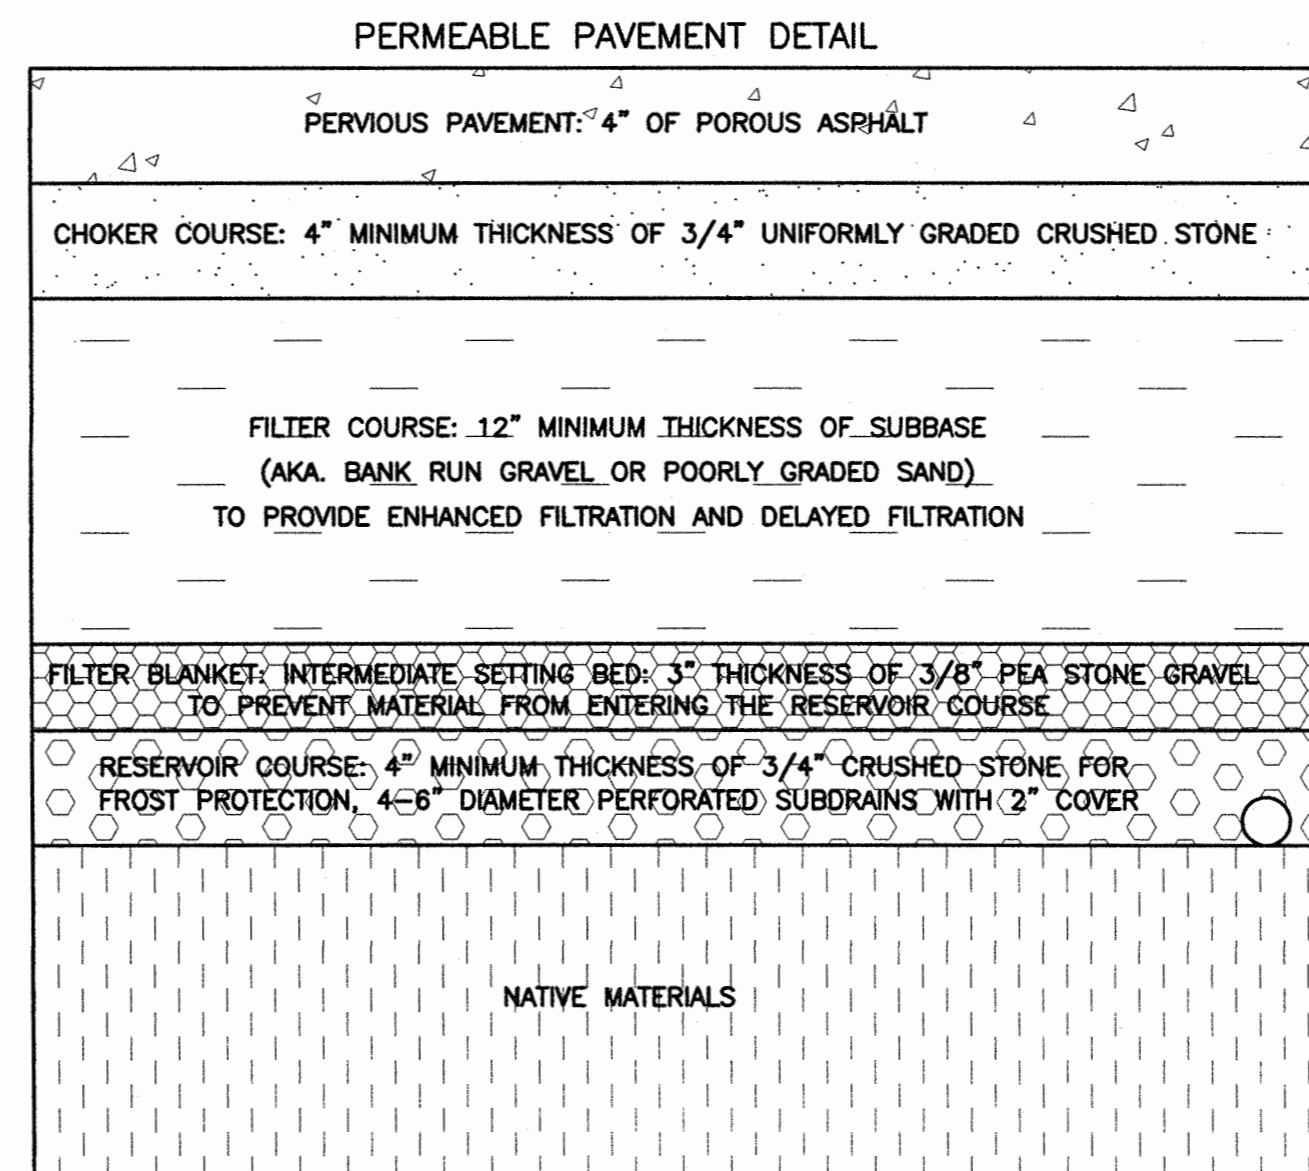 PERMEABLE PAVEMENT DETAIL
PERVIOUS PAVEMENT: 4" OF POROUS ASPHALT
CHOKER COURSE: 4" MINIMUM THICKNESS OF 3/4" UNIFORMLY GRADED CRUSHED STONE
FILTER COURSE: 12" MINIMUM THICKNESS OF SUBBASE
(AKA. BANK RUN GRAVEL OR POORLY GRADED SAND)
TO PROVIDE ENHANCED FILTRATION AND DELAYED FILTRATION
FILTER BLANKET: INTERMEDIATE SETTING BED: 3" THICKNESS OF 3/8" PEA STONE GRAVEL
TO PREVENT MATERIAL FROM ENTERING THE RESERVOIR COURSE
RESERVOIR COURSE: 4" MINIMUM THICKNESS OF 3/4" CRUSHED STONE FOR
FROST PROTECTION, 4-6" DIAMETER PERFORATED SUBDRAINS WITH 2" COVER
NATIVE MATERIALS